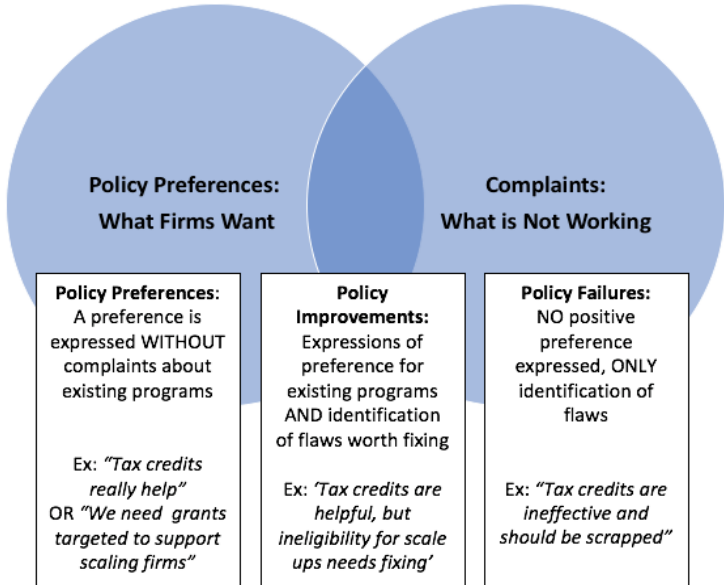 Policy Preferences:
What Firms Want
Complaints:
What is Not Working
Policy Preferences:
A preference is
expressed WITHOUT
complaints about
existing programs
Ex: “Tax credits
really help”
OR “We need grants
targeted to support
scaling firms”
Policy
Improvements:
Expressions of
preference for
existing programs
AND identification
of flaws worth fixing
Ex: ‘Tax credits are
helpful, but
ineligibility for scale
ups needs fixing’
Policy Failures:
NO positive
preference
expressed, ONLY
identification of
flaws
Ex: “Tax credits are
ineffective and
should be scrapped”